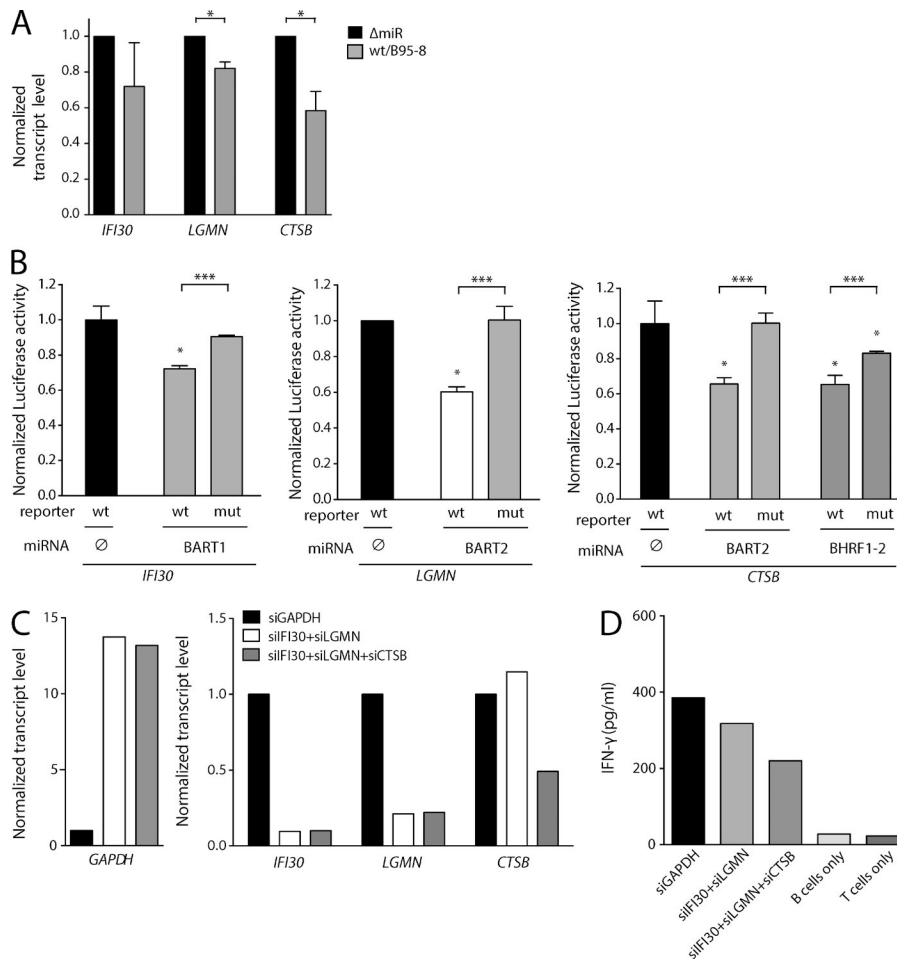 A
ΔmiR
wt/B95-8
*
*
Normalized
transcript level
1.0
0.8
0.6
0.4
0.2
0.0
IFI30
LGMN
CTSB
B
Normalized Luciferase activity
1.2
1.0
0.8
0.6
0.4
0.2
0.0
***
*
reporter
wt
wt
mut
miRNA
∅
BART1
IFI30
Normalized Luciferase activity
1.2
1.0
0.8
0.6
0.4
0.2
0.0
***
*
reporter
wt
wt
mut
miRNA
∅
BART2
LGMN
Normalized Luciferase activity
1.2
1.0
0.8
0.6
0.4
0.2
0.0
***
***
*
*
*
reporter
wt
wt
mut
wt
mut
miRNA
∅
BART2
BHRF1-2
CTSB
C
Normalized transcript level
15
10
5
0
GAPDH
siGAPDH
siIFI30+siLGMN
siIFI30+siLGMN+siCTSB
Normalized transcript level
1.5
1.0
0.5
0.0
IFI30
LGMN
CTSB
D
IFN-γ (pg/ml)
600
400
200
0
siGAPDH
siIFI30+siLGMN
siIFI30+siLGMN+siCTSB
B cells only
T cells only